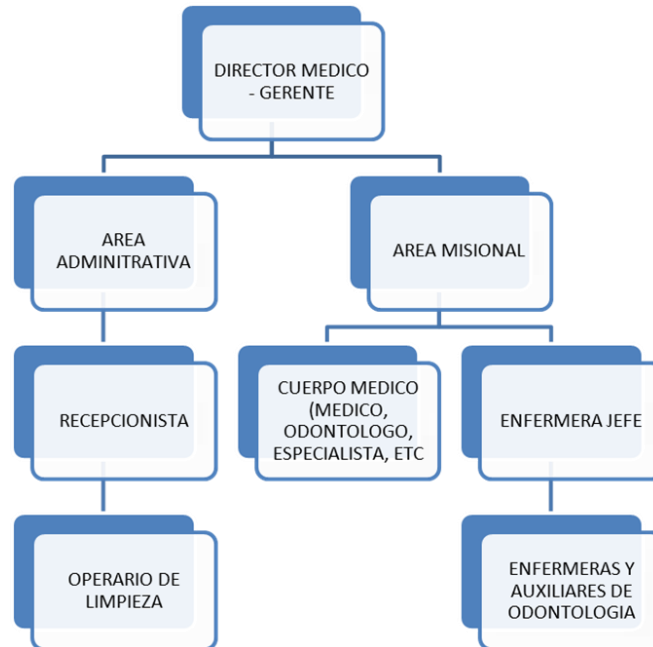 DIRECTOR MEDICO
- GERENTE
AREA
ADMINITRATIVA
AREA MISIONAL
RECEPCIONISTA
CUERPO MEDICO
(MEDICO,
ODONTOLOGO,
ESPECIALISTA, ETC
ENFERMERA JEFE
OPERARIO DE
LIMPIEZA
ENFERMERAS Y
AUXILIARES DE
ODONTOLOGIA